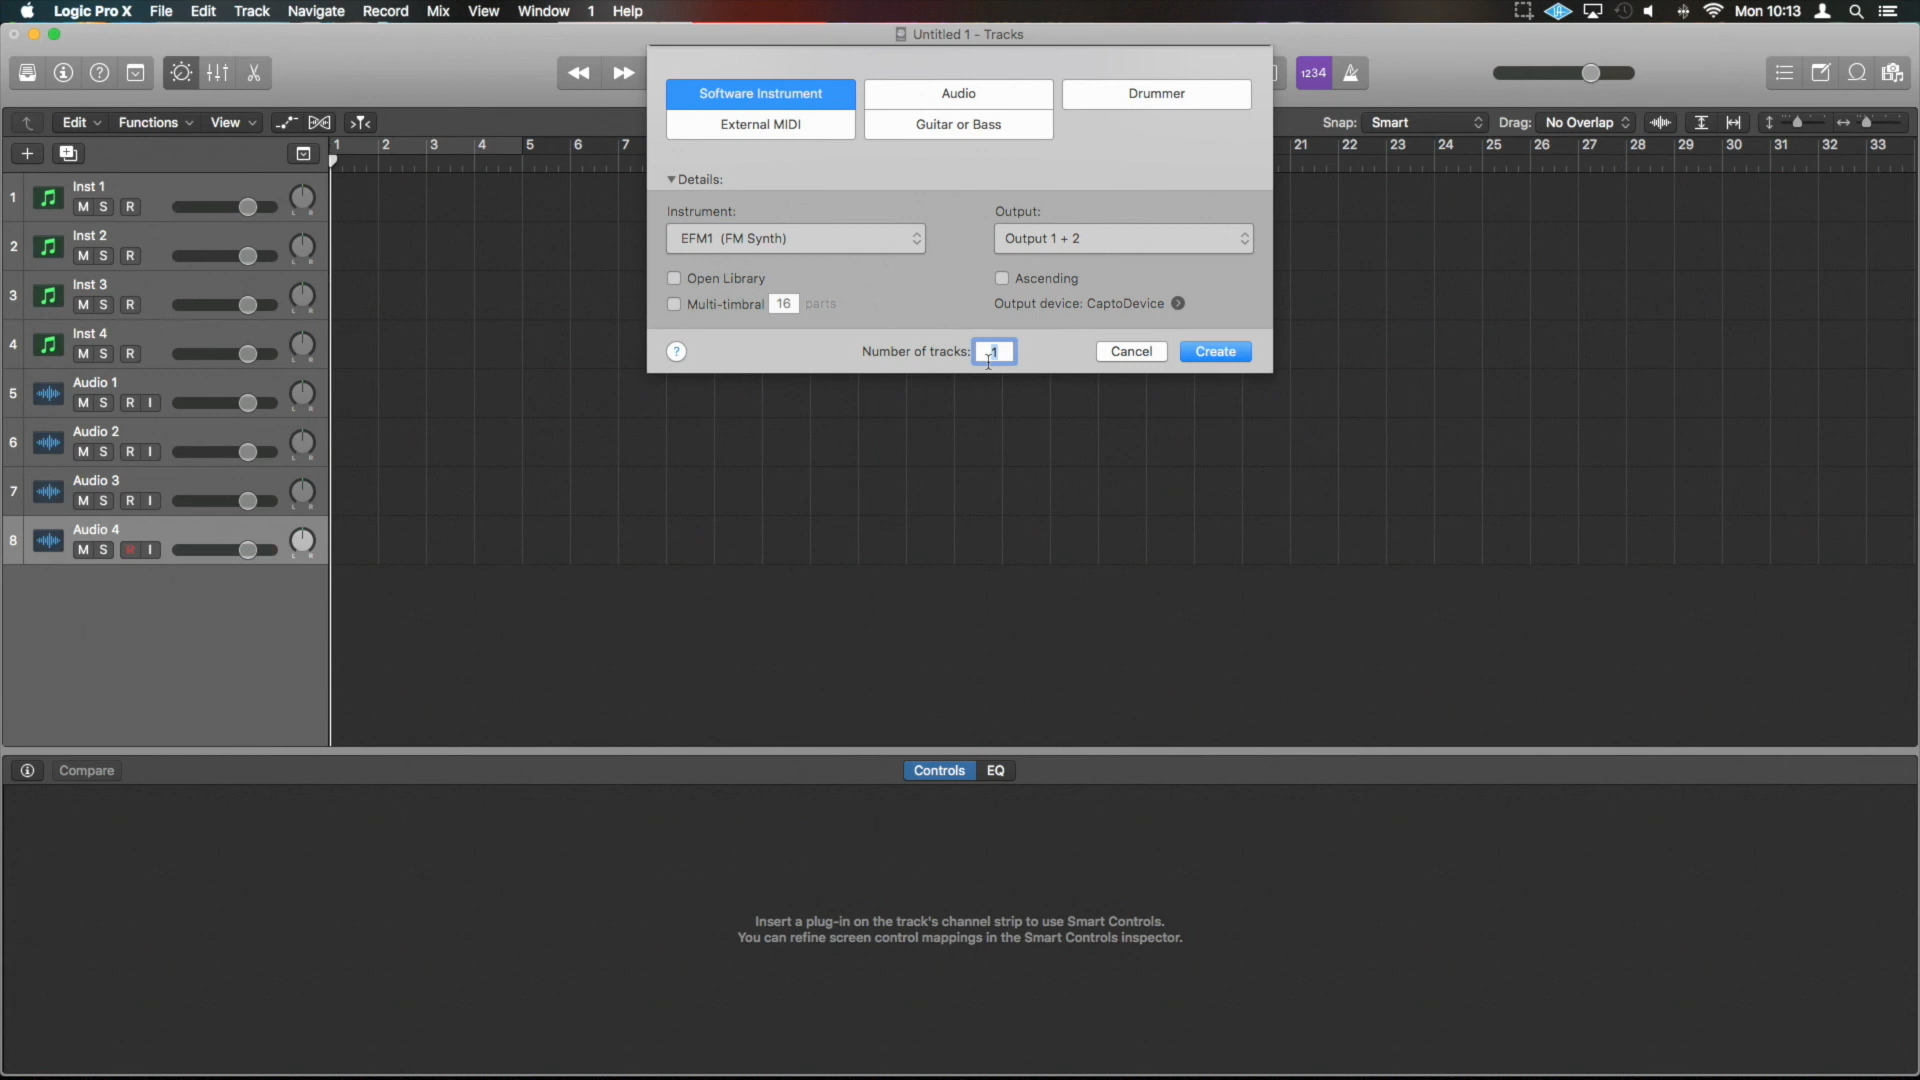 Logic Pro X File Edit Track Navigate Record Mix View Window 1 Help Mon 10:13
Untitled 1 - Tracks
1234
Software Instrument Audio Drummer
External MIDI Guitar or Bass
Edit Functions View Snap: Smart Drag: No Overlap
1 2 3 4 5 6 7 21 22 23 24 25 26 27 28 29 30 31 32 33
Details:
Instrument: Output:
EFM1 (FM Synth) Output 1 + 2
Open Library Ascending
Multi-timbral 16 parts Output device: CaptoDevice
? Number of tracks: 1 Cancel Create
1 Inst 1
M S R L R
2 Inst 2
M S R L R
3 Inst 3
M S R L R
4 Inst 4
M S R L R
5 Audio 1
M S R I L R
6 Audio 2
M S R I L R
7 Audio 3
M S R I L R
8 Audio 4
M S R I L R
Compare Controls EQ
Insert a plug-in on the track's channel strip to use Smart Controls.
You can refine screen control mappings in the Smart Controls inspector.